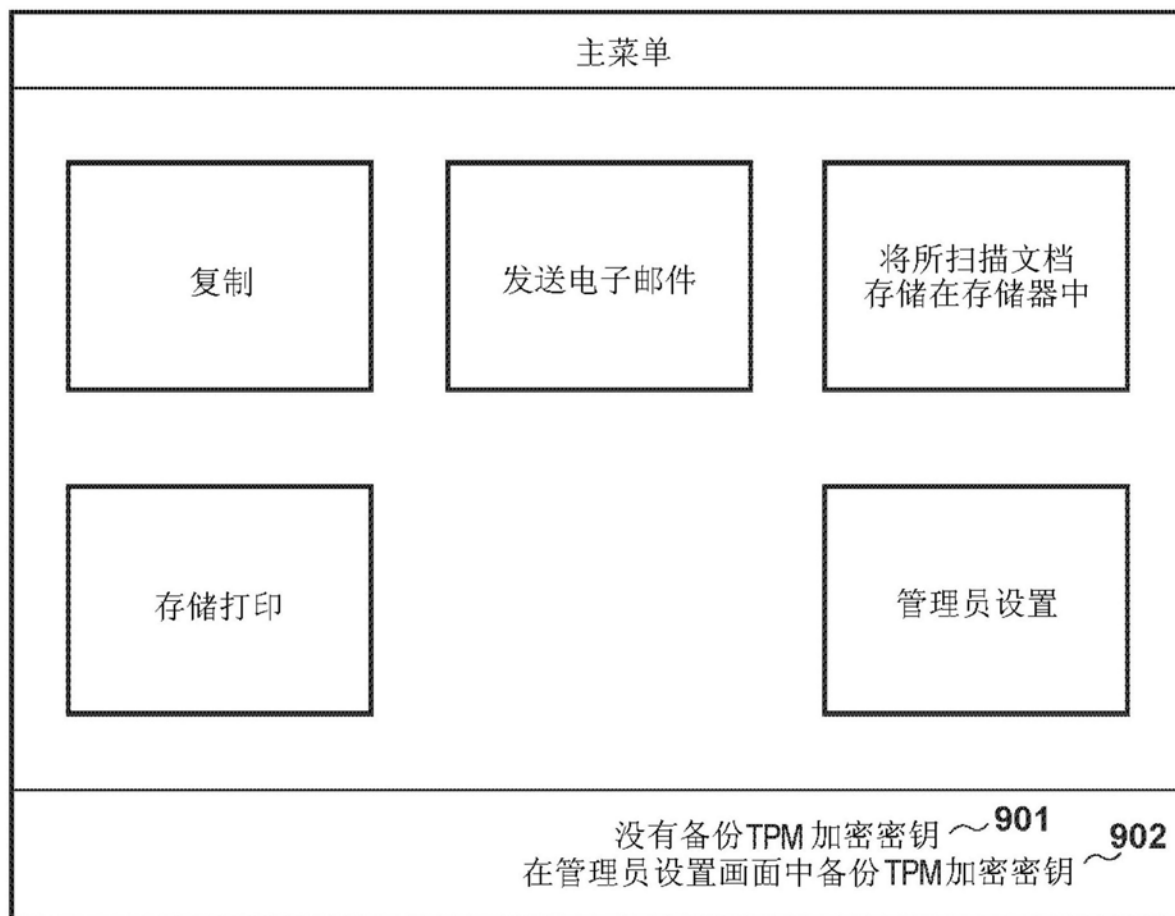 主菜单
复制
发送电子邮件
将所扫描文档
存储在存储器中
存储打印
管理员设置
没有备份TPM加密密钥 901
在管理员设置画面中备份TPM加密密钥 902